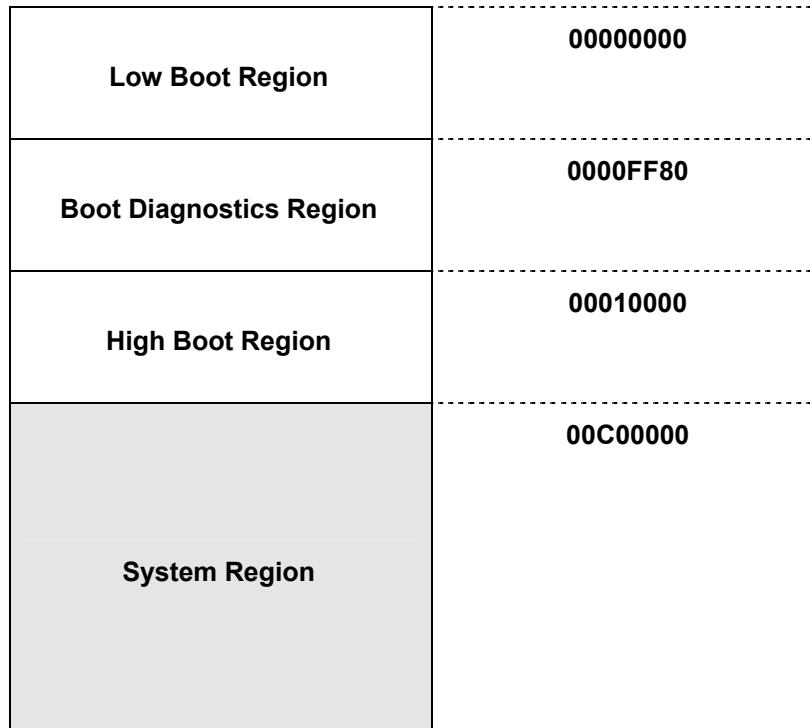 00000000
Low Boot Region
0000FF80
Boot Diagnostics Region
00010000
High Boot Region
00C00000
System Region